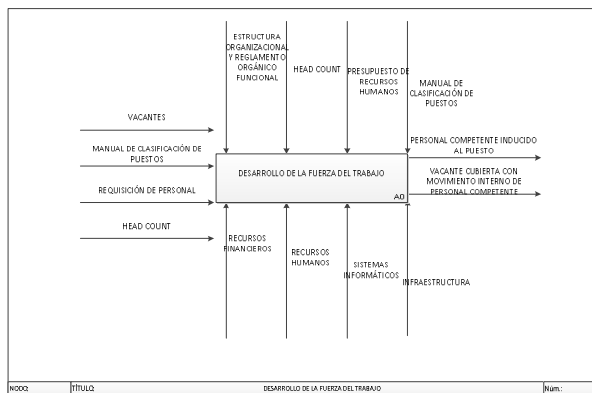 ESTRUCTURA
ORGANIZACIONAL
Y REGLAMENTO
ORGÁNICO
FUNCIONAL
HEAD COUNT
PRESUPUESTO DE
RECURSOS
HUMANOS
MANUAL DE
CLASIFICACIÓN DE
PUESTOS
VACANTES
MANUAL DE CLASIFICACIÓN DE
PUESTOS
REQUISICIÓN DE PERSONAL
HEAD COUNT
DESARROLLO DE LA FUERZA DEL TRABAJO
A0
PERSONAL COMPETENTE INDUCIDO
AL PUESTO
VACANTE CUBIERTA CON
MOVIMIENTO INTERNO DE
PERSONAL COMPETENTE
RECURSOS
FINANCIEROS
RECURSOS
HUMANOS
SISTEMAS
INFORMÁTICOS
INFRAESTRUCTURA
NODO:
TÍTULO:
DESARROLLO DE LA FUERZA DEL TRABAJO
Núm.: